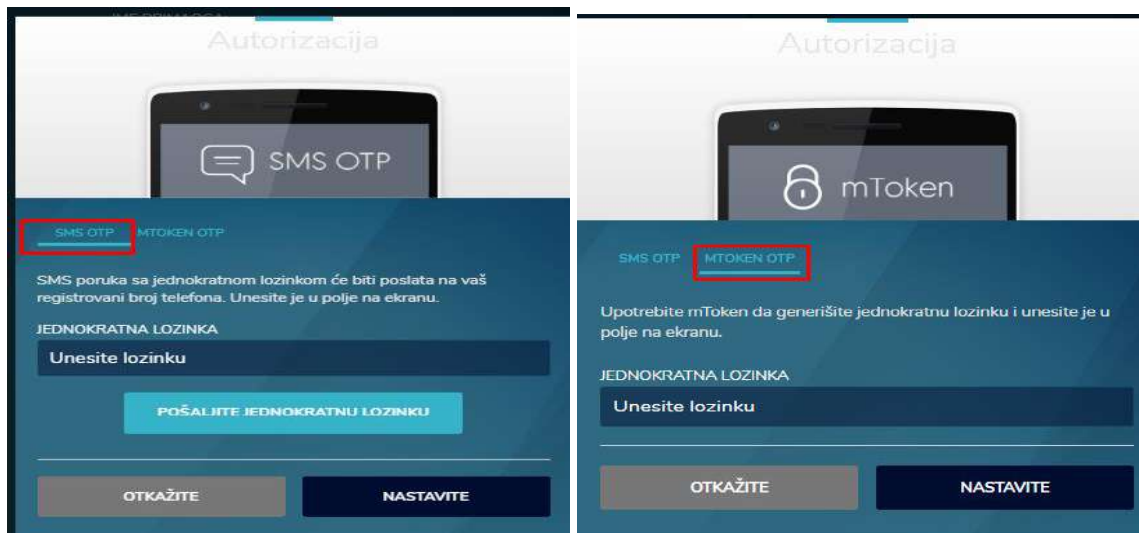 Autorizacija
SMS OTP
SMS OTP MTOKEN OTP
SMS poruka sa jednokratnom lozinkom će biti poslata na vaš
registrovani broj telefona. Unesite je u polje na ekranu.
JEDNOKRATNA LOZINKA
Unesite lozinku
POŠALJITE JEDNOKRATNU LOZINKU
OTKAŽITE NASTAVITE
Autorizacija
mToken
SMS OTP MTOKEN OTP
Upotrebite mToken da generišite jednokratnu lozinku i unesite je u
polje na ekranu.
JEDNOKRATNA LOZINKA
Unesite lozinku
OTKAŽITE NASTAVITE